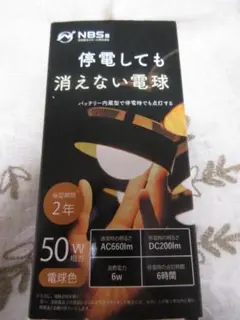 NBS
停電しても
消えない電球
バッテリー内蔵型で停電時でも点灯する
保証期間
2年
50W相当
電球色
通常時の明るさ
AC660lm
停電時の明るさ
DC200lm
消費電力
6w
停電時の点灯時間
6時間